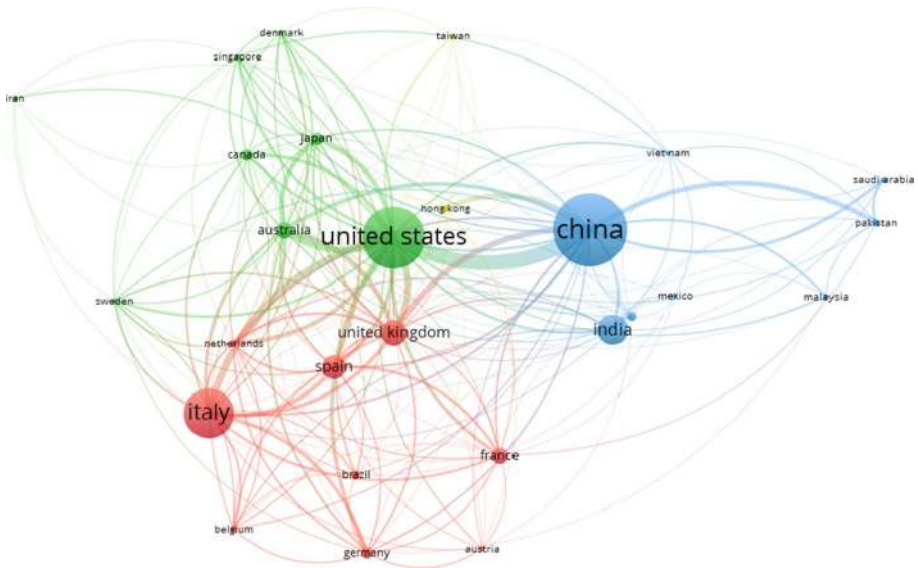 denmark
taiwan
singapore
iran
japan
canada
vietnam
saudi arabia
hong kong
pakistan
australia
united states
china
mexico
malaysia
sweden
united kingdom
india
netherlands
spain
italy
france
brazil
belgium
germany
austria